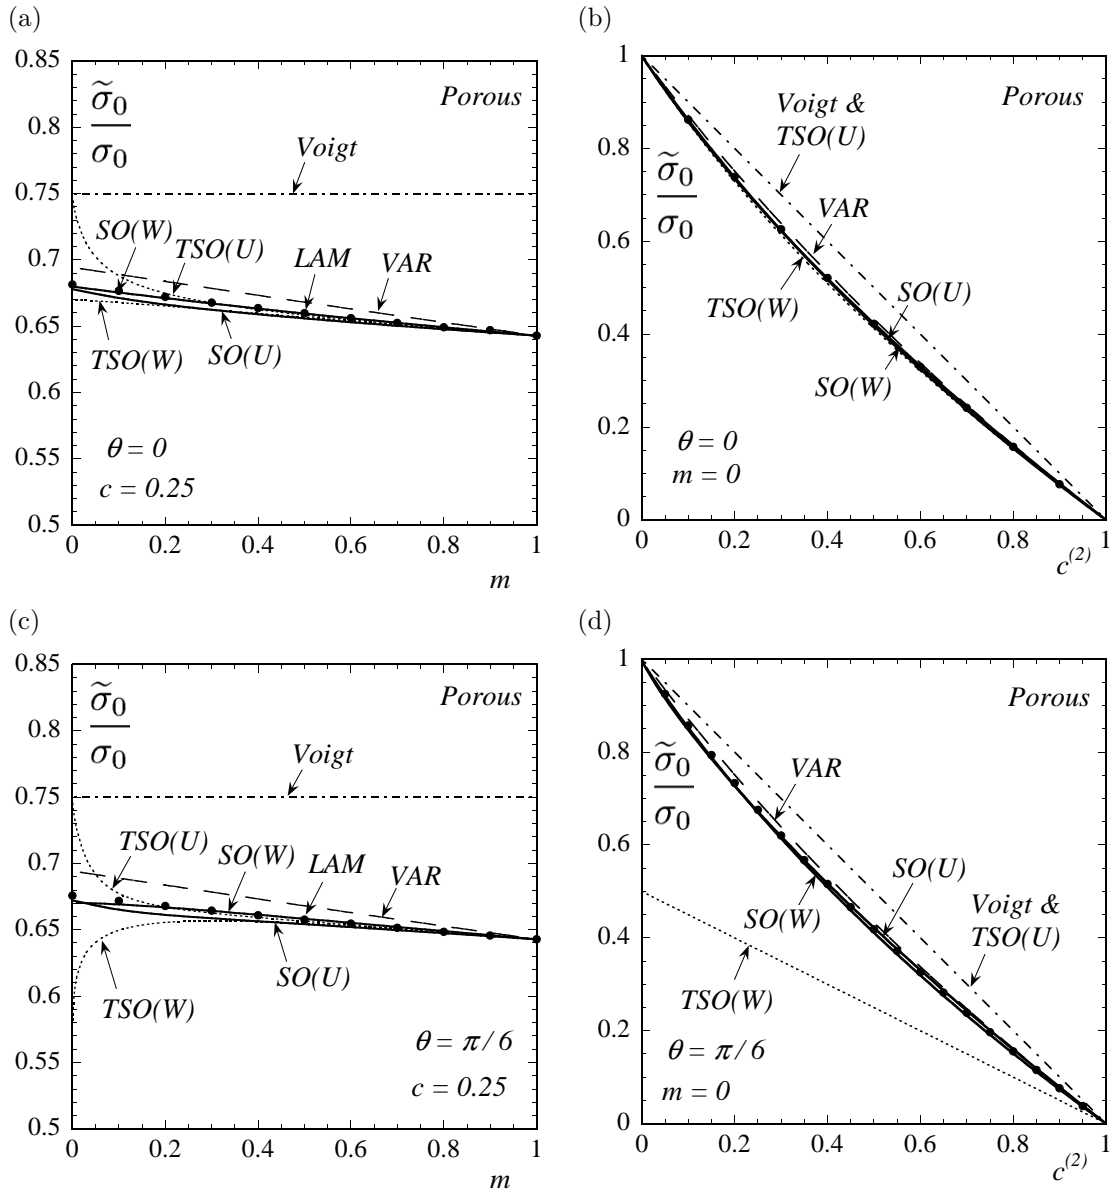 (a)
0.85
0.8
0.75
0.7
0.65
0.6
0.55
0.5
σ̃₀
σ₀
Porous
Voigt
SO(W)
TSO(U)
LAM
VAR
TSO(W)
SO(U)
θ = 0
c = 0.25
0 0.2 0.4 0.6 0.8 1
m
(b)
1
0.8
0.6
0.4
0.2
0
σ̃₀
σ₀
Porous
Voigt &
TSO(U)
VAR
TSO(W)
SO(U)
SO(W)
θ = 0
m = 0
0 0.2 0.4 0.6 0.8 1
c⁽²⁾
(c)
0.85
0.8
0.75
0.7
0.65
0.6
0.55
0.5
σ̃₀
σ₀
Porous
Voigt
TSO(U)
SO(W)
LAM
VAR
SO(U)
TSO(W)
θ = π / 6
c = 0.25
0 0.2 0.4 0.6 0.8 1
m
(d)
1
0.8
0.6
0.4
0.2
0
σ̃₀
σ₀
Porous
VAR
SO(U)
SO(W)
Voigt &
TSO(U)
TSO(W)
θ = π / 6
m = 0
0 0.2 0.4 0.6 0.8 1
c⁽²⁾